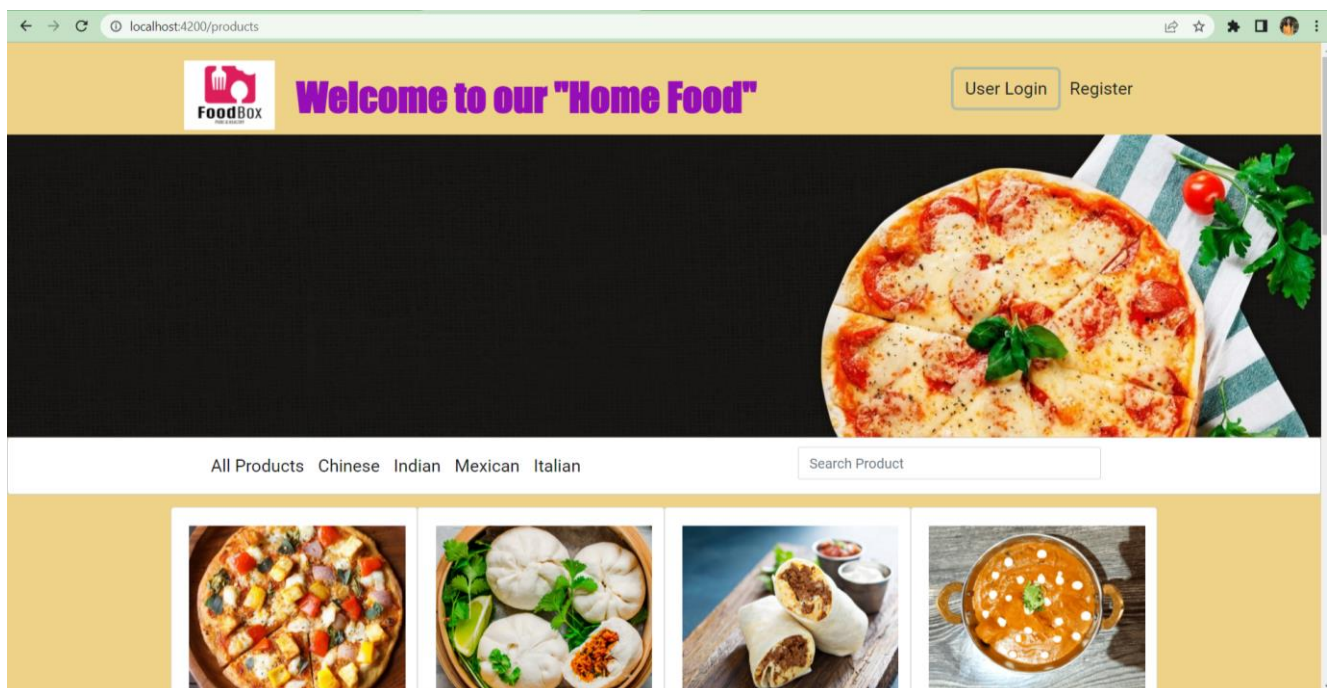 localhost:4200/products
FOODBOX
Welcome to our "Home Food"
User Login Register
All Products Chinese Indian Mexican Italian
Search Product